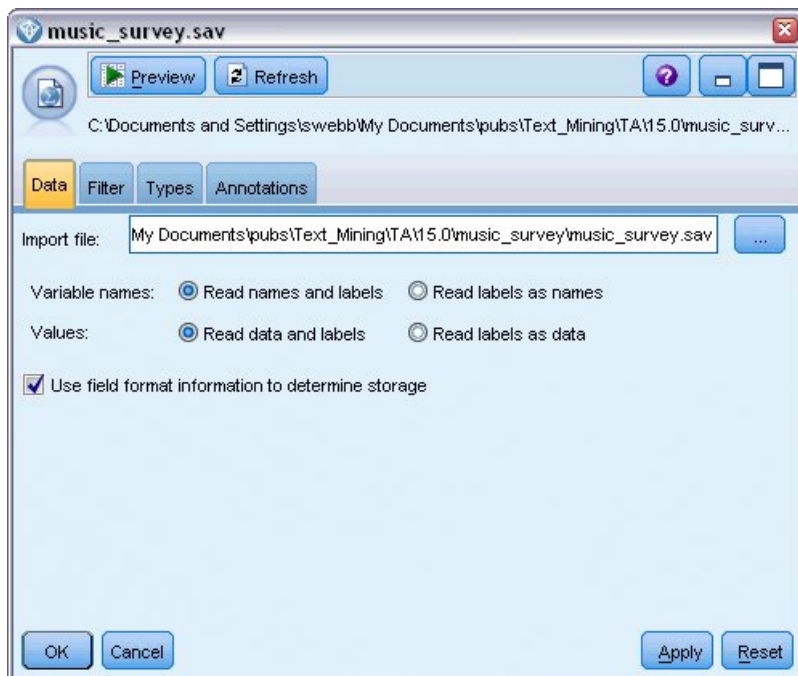 music_survey.sav
Preview Refresh
C:\Documents and Settings\swebb\My Documents\pubs\Text_Mining\TA\15.0\music_surv...
Data Filter Types Annotations
Import file: My Documents\pubs\Text_Mining\TA\15.0\music_survey\music_survey.sav ...
Variable names: Read names and labels Read labels as names
Values: Read data and labels Read labels as data
Use field format information to determine storage
OK Cancel Apply Reset